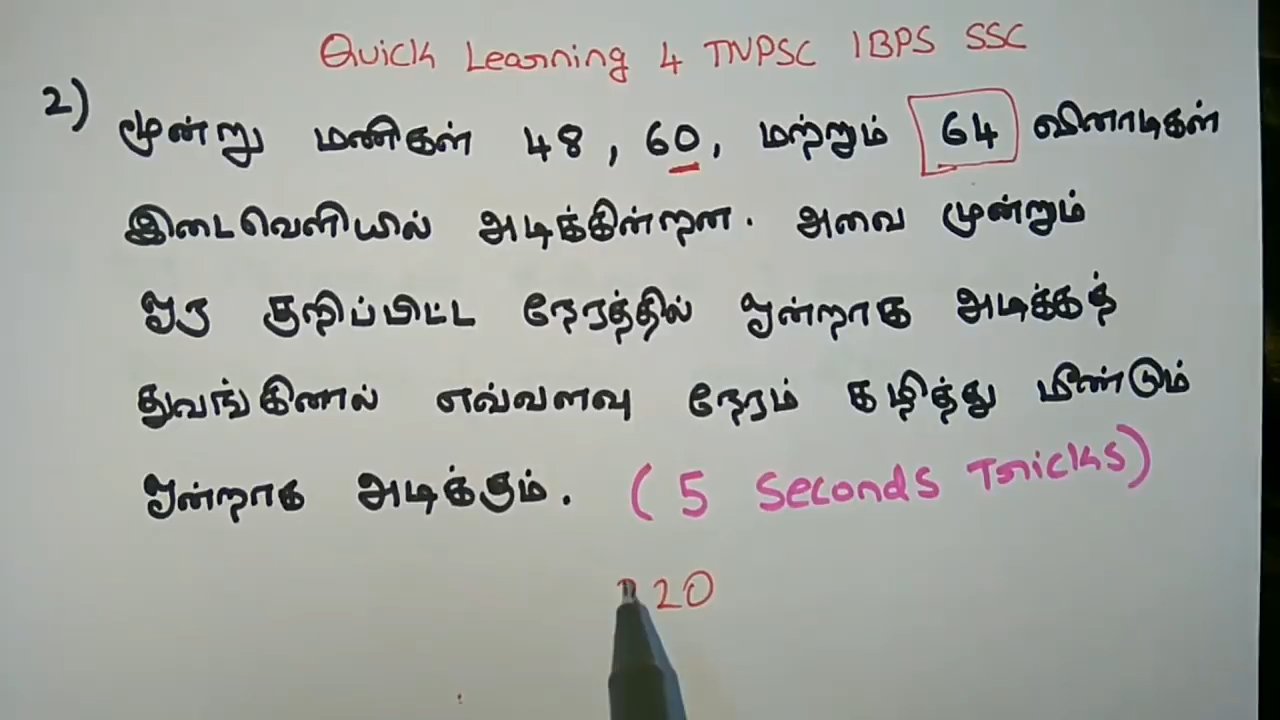 Quick Learning 4 TNPSC IBPS SSC
2) மூன்று மணிகள் 48, 60, மற்றும் 64 வினாடிகள்
இடைவெளியில் அடிக்கின்றன. அவை மூன்றும்
ஒரு குறிப்பிட்ட நேரத்தில் ஒன்றாக அடிக்கத்
துவங்கினால் எவ்வளவு நேரம் கழித்து மீண்டும்
ஒன்றாக அடிக்கும். (5 Seconds Tricks)
20